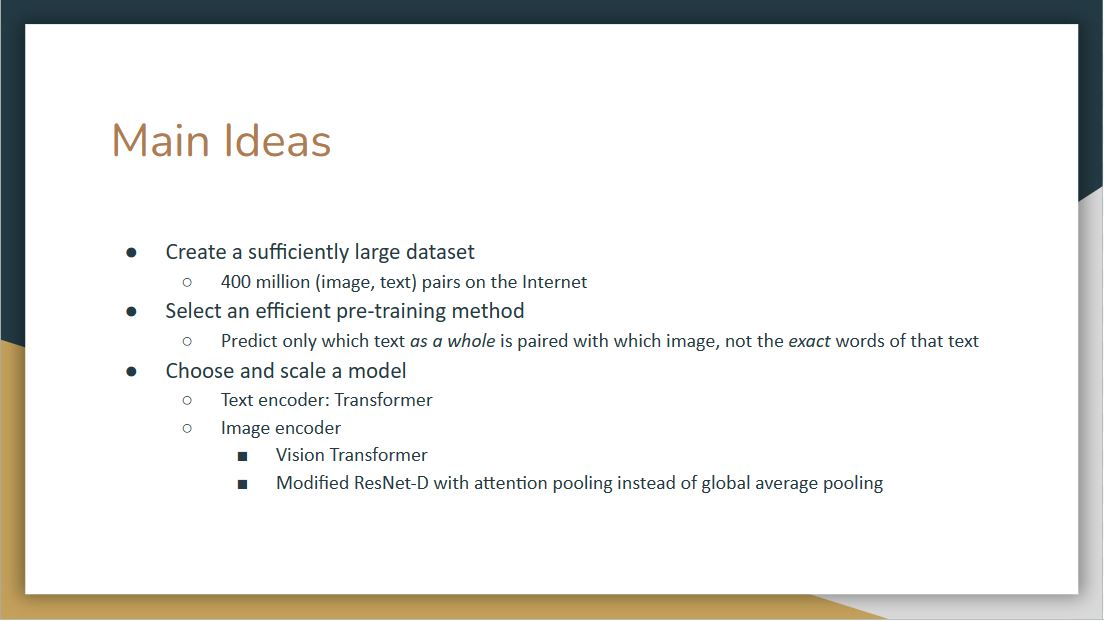 Main Ideas
● Create a sufficiently large dataset
○ 400 million (image, text) pairs on the Internet
● Select an efficient pre-training method
○ Predict only which text as a whole is paired with which image, not the exact words of that text
● Choose and scale a model
○ Text encoder: Transformer
○ Image encoder
■ Vision Transformer
■ Modified ResNet-D with attention pooling instead of global average pooling